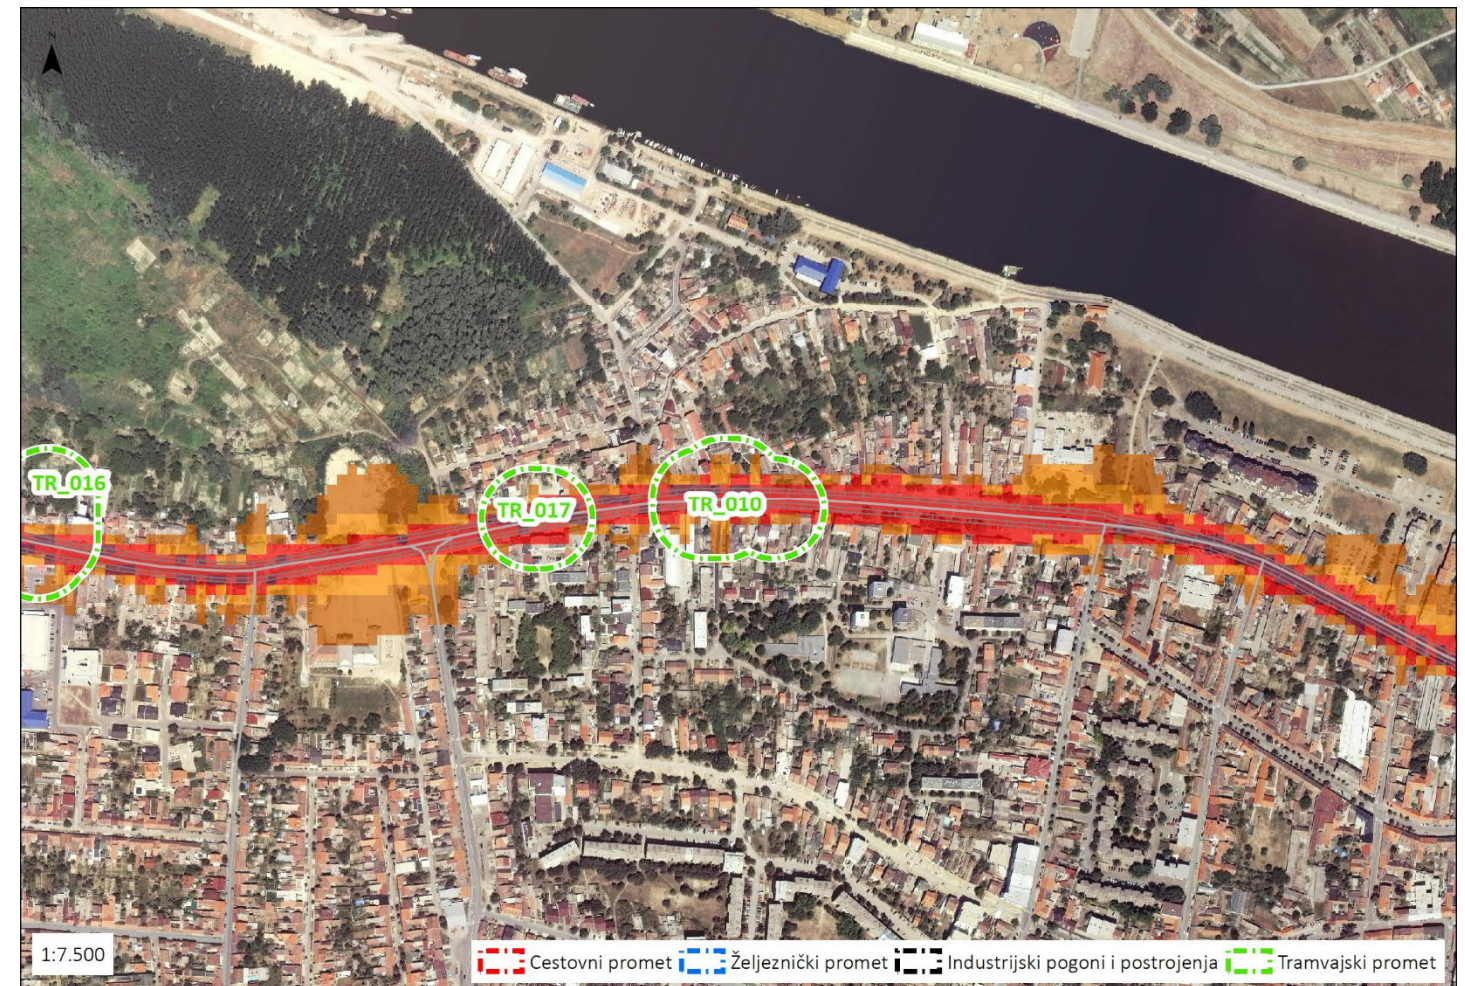 N
TR_016
TR_017
TR_010
1:7.500
Cestovni promet Željeznički promet Industrijski pogoni i postrojenja Tramvajski promet